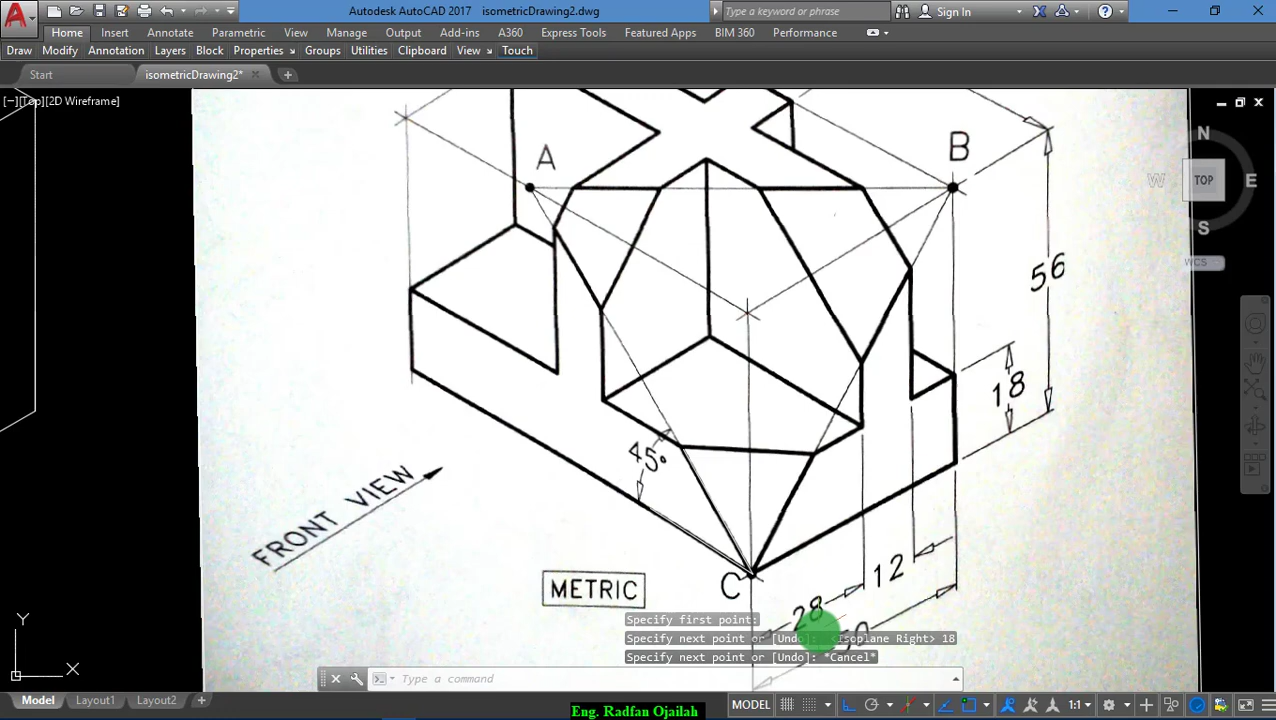 Autodesk AutoCAD 2017 isometricDrawing2.dwg
Type a keyword or phrase
Sign In
Home Insert Annotate Parametric View Manage Output Add-ins A360 Express Tools Featured Apps BIM 360 Performance
Draw Modify Annotation Layers Block Properties Groups Utilities Clipboard View Touch
Start isometricDrawing2*
[−][Top][2D Wireframe]
N
W TOP E
S
WCS
A
B
56
18
45°
FRONT VIEW
12
METRIC
C
28
50
Specify first point:
Specify next point or [Undo]: <Isoplane Right> 18
Specify next point or [Undo]: *Cancel*
Y
X
Type a command
Model Layout1 Layout2 +
MODEL
1:1
Eng. Radfan Ojailah